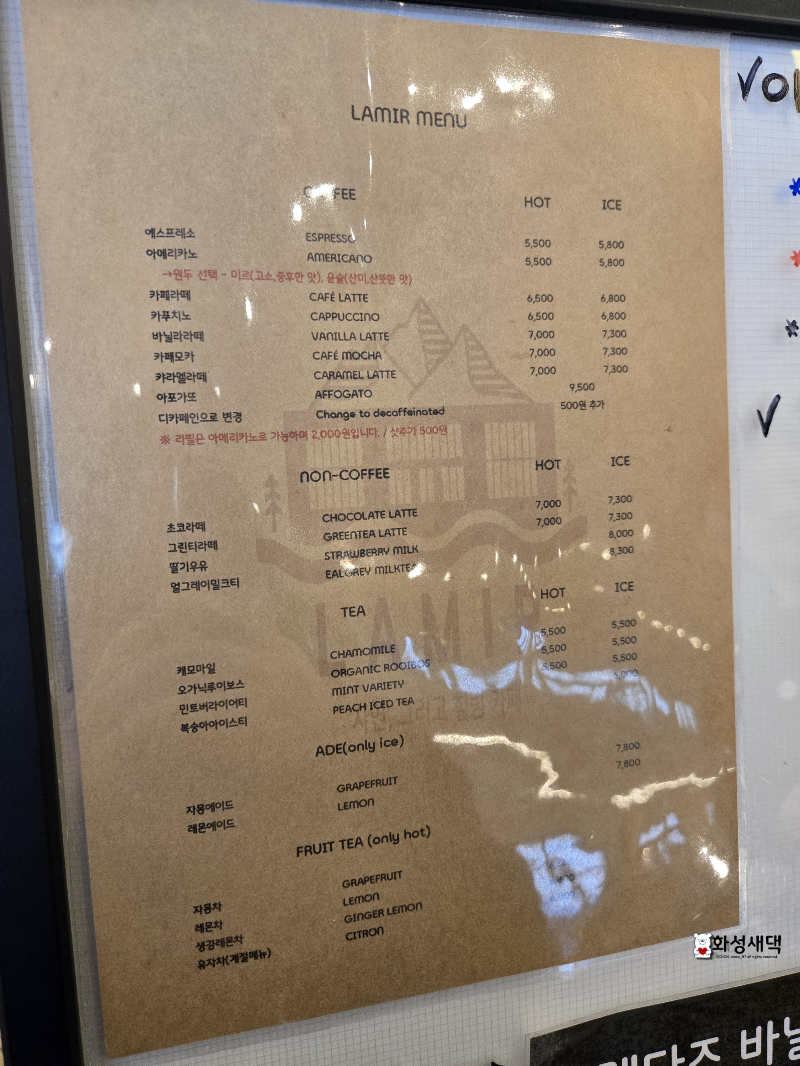 LAMIR MENU
COFFEE HOT ICE
에스프레소 ESPRESSO 5,500 5,800
아메리카노 AMERICANO 5,500 5,800
→원두 선택 - 미르(고소,중후한 맛), 윤슬(산미,산뜻한 맛)
카페라떼 CAFÉ LATTE 6,500 6,800
카푸치노 CAPPUCCINO 6,500 6,800
바닐라라떼 VANILLA LATTE 7,000 7,300
카페모카 CAFÉ MOCHA 7,000 7,300
캬라멜라떼 CARAMEL LATTE 7,000 7,300
아포가또 AFFOGATO 9,500
디카페인으로 변경 Change to decaffeinated 500원 추가
※ 리필은 아메리카노로 가능하며 2,000원입니다. / 샷추가 500원
NON-COFFEE HOT ICE
초코라떼 CHOCOLATE LATTE 7,000 7,300
그린티라떼 GREENTEA LATTE 7,000 7,300
딸기우유 STRAWBERRY MILK 8,000
얼그레이밀크티 EALGREY MILKTEA 8,300
TEA HOT ICE
캐모마일 CHAMOMILE 5,500 5,500
오가닉루이보스 ORGANIC ROOIBOS 5,500 5,500
민트버라이어티 MINT VARIETY 5,500 5,500
복숭아아이스티 PEACH ICED TEA
ADE(only ice)
자몽에이드 GRAPEFRUIT 7,800
레몬에이드 LEMON 7,800
FRUIT TEA (only hot)
자몽차 GRAPEFRUIT
레몬차 LEMON
생강레몬차 GINGER LEMON
유자차(계절메뉴) CITRON
LAMIR
화성새댁